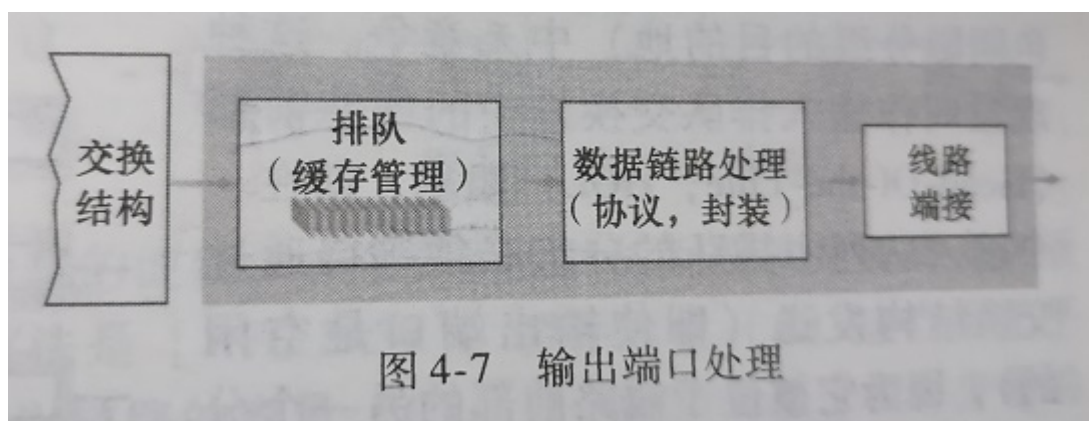 交换
结构
排队
（缓存管理）
数据链路处理
（协议，封装）
线路
端接
图 4-7 输出端口处理